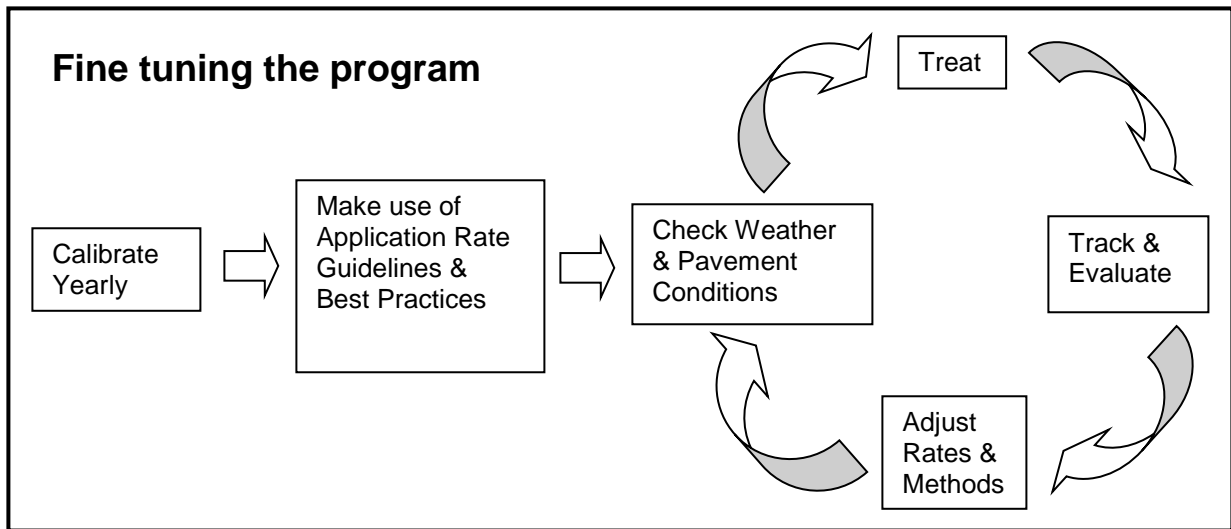 Fine tuning the program
Calibrate
Yearly
Make use of
Application Rate
Guidelines &
Best Practices
Check Weather
& Pavement
Conditions
Treat
Track &
Evaluate
Adjust
Rates &
Methods